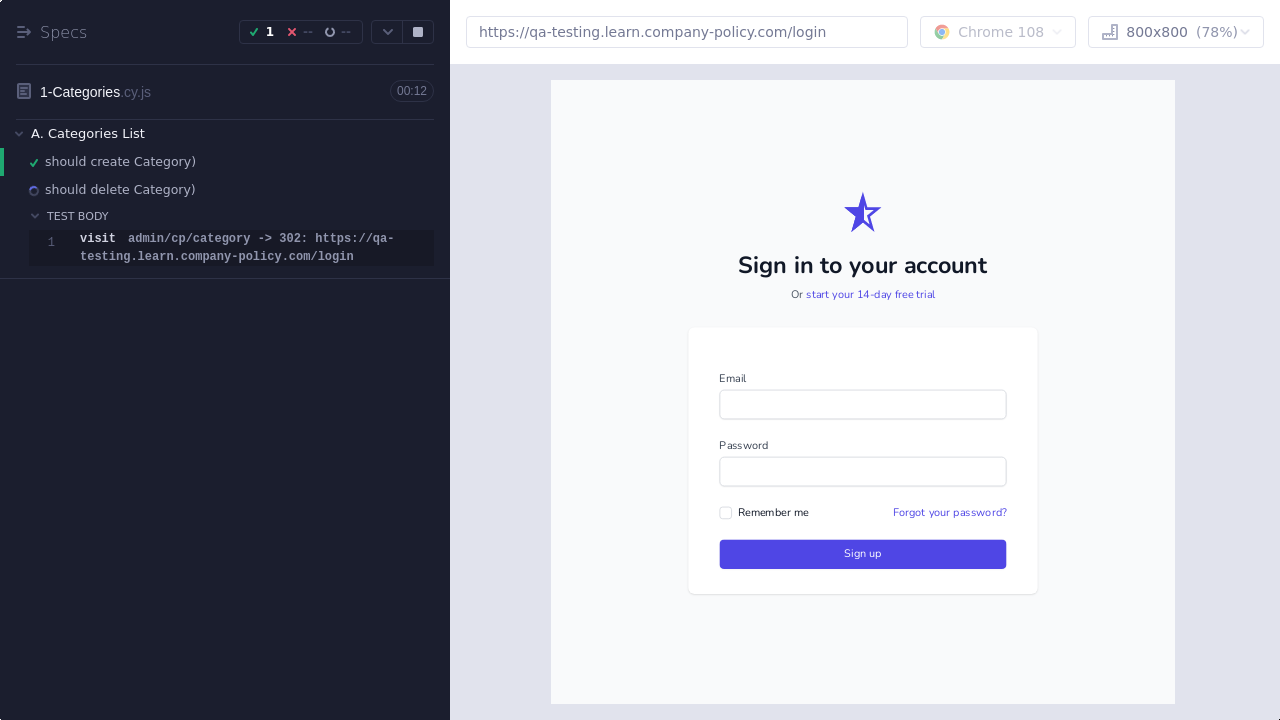 Specs
1
--
--
https://qa-testing.learn.company-policy.com/login
Chrome 108
800x800 (78%)
1-Categories.cy.js
00:12
A. Categories List
should create Category)
should delete Category)
TEST BODY
1 visit admin/cp/category -> 302: https://qa-
testing.learn.company-policy.com/login
Sign in to your account
Or start your 14-day free trial
Email
Password
Remember me
Forgot your password?
Sign up